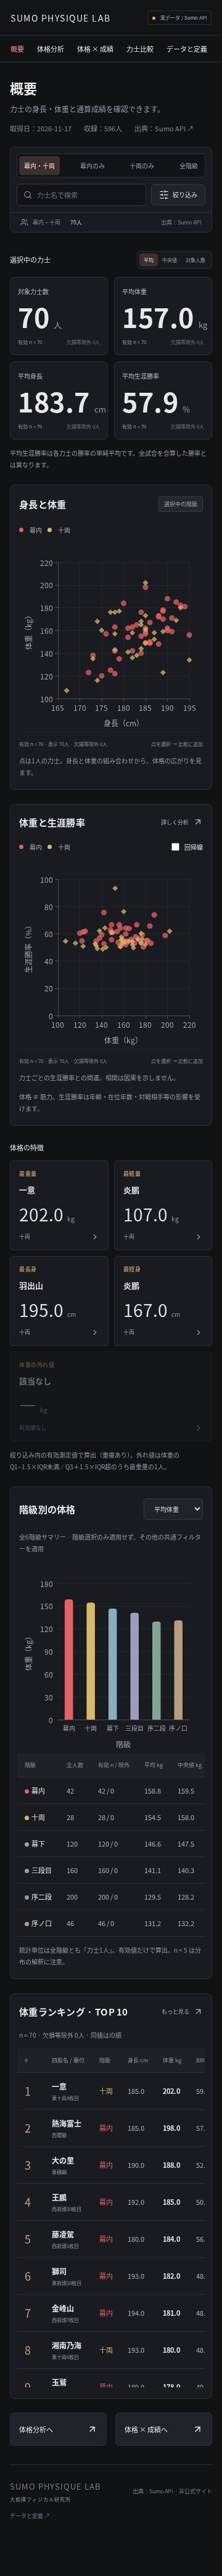 SUMO PHYSIQUE LAB
実データ / Sumo API
概要 体格分析 体格 × 成績 力士比較 データと定義
概要
力士の身長・体重と通算成績を確認できます。
取得日：2026-11-17 収録：596人 出典：Sumo API ↗
幕内・十両 幕内のみ 十両のみ 全階級
力士名で検索 絞り込み
幕内・十両 70人 出典：Sumo API
選択中の力士 平均 中央値 対象人数
対象力士数
70 人
有効 n = 70 欠損等除外 0人
平均体重
157.0 kg
有効 n = 70 欠損等除外 0人
平均身長
183.7 cm
有効 n = 70 欠損等除外 0人
平均生涯勝率
57.9 %
有効 n = 70 欠損等除外 0人
平均生涯勝率は各力士の勝率の単純平均です。全試合を合算した勝率と
は異なります。
身長と体重 選択中の階級
幕内 十両
220
200
180
160
140
120
100
体重（kg）
165 170 175 180 185 190 195
身長（cm）
有効 n = 70・表示 70人・欠損等除外 0人 点を選択 → 比較に追加
点は1人の力士。身長と体重の組み合わせから、体格の広がりを見
ます。
体重と生涯勝率 詳しく分析
幕内 十両 回帰線
100
80
60
40
20
0
生涯勝率（%）
100 120 140 160 180 200 220
体重（kg）
有効 n = 70・表示 70人・欠損等除外 0人 点を選択 → 比較に追加
力士ごとの生涯勝率との関連。相関は因果を示しません。
体格 ≠ 筋力。生涯勝率は年齢・在位年数・対戦相手等の影響を受
けます。
体格の特徴
最重量
一意
202.0 kg
十両
最軽量
炎鵬
107.0 kg
十両
最長身
羽出山
195.0 cm
十両
最短身
炎鵬
167.0 cm
十両
体重の外れ値
該当なし
— kg
有効値なし
絞り込み内の有効測定値で算出（重複あり）。外れ値は体重の
Q1−1.5×IQR未満／Q3＋1.5×IQR超のうち最重量の1人。
階級別の体格 平均体重
全6階級サマリー・階級選択のみ適用せず、その他の共通フィルタ
ーを適用
180
150
120
90
60
30
0
体重（kg）
幕内 十両 幕下 三段目 序二段 序ノ口
階級
階級 全人数 有効 n / 除外 平均 kg 中央値 kg
幕内 42 42 / 0 158.8 159.5
十両 28 28 / 0 154.5 158.0
幕下 120 120 / 0 146.6 147.5
三段目 160 160 / 0 141.1 140.3
序二段 200 200 / 0 129.5 128.2
序ノ口 46 46 / 0 131.2 132.2
統計単位は全階級とも「力士1人」。有効値だけで算出。n < 5 は分
布の解釈に注意。
体重ランキング・TOP 10 もっと見る
n = 70・欠損等除外 0人・同値はID順
# 四股名 / 番付 階級 身長 cm 体重 kg BM
1 一意 十両 185.0 202.0 59.
2 熱海富士 幕内 185.0 198.0 57.
3 大の里 幕内 190.0 188.0 52.
4 王鵬 幕内 192.0 185.0 50.
5 藤凌駕 幕内 180.0 184.0 56.
6 獅司 幕内 193.0 182.0 48.
7 金峰山 幕内 194.0 181.0 48.
8 湘南乃海 十両 193.0 180.0 48.
9 玉鷲 幕内 189.0 178.0
体格分析へ 体格 × 成績へ
SUMO PHYSIQUE LAB
大相撲フィジカル研究所
出典：Sumo API・非公式サイト
データと定義 ↗